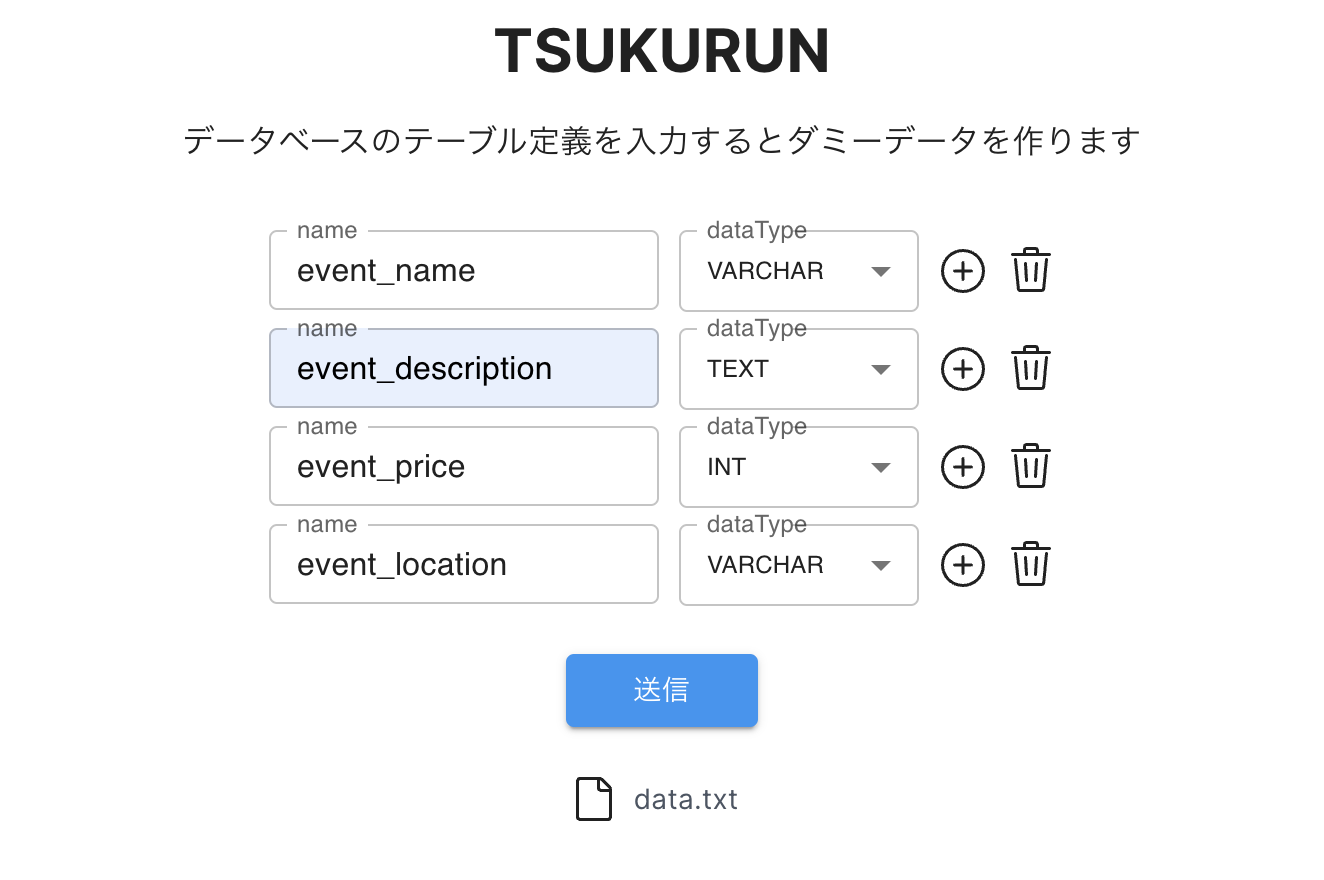 TSUKURUN
データベースのテーブル定義を入力するとダミーデータを作ります
name dataType
event_name VARCHAR
name dataType
event_description TEXT
name dataType
event_price INT
name dataType
event_location VARCHAR
送信
data.txt